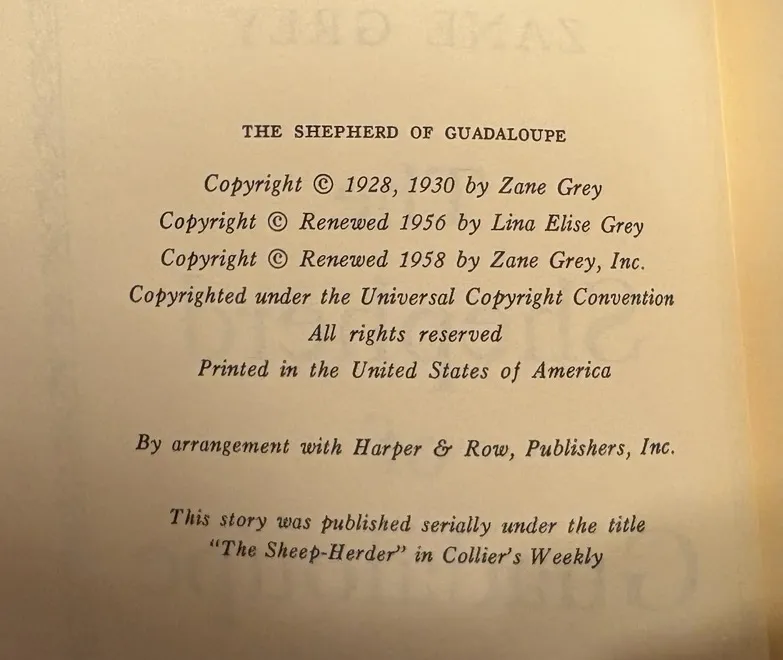 ZANE GREY
THE SHEPHERD OF GUADALOUPE
Copyright © 1928, 1930 by Zane Grey
Copyright © Renewed 1956 by Lina Elise Grey
Copyright © Renewed 1958 by Zane Grey, Inc.
Copyrighted under the Universal Copyright Convention
All rights reserved
Printed in the United States of America
By arrangement with Harper & Row, Publishers, Inc.
This story was published serially under the title
“The Sheep-Herder” in Collier’s Weekly